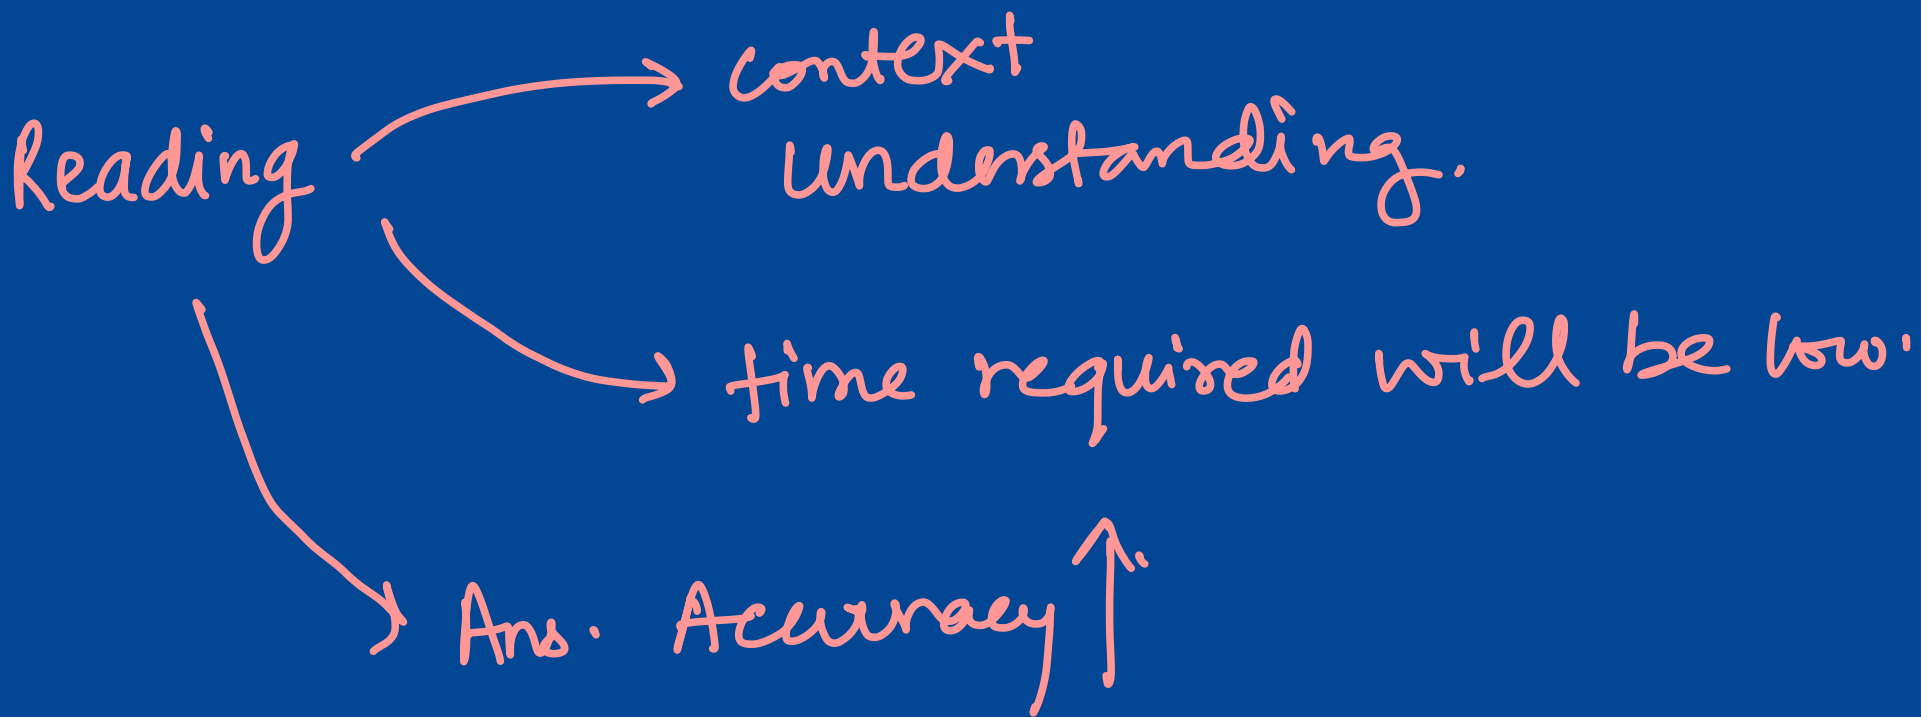 context
Reading
understanding.
time required will be low.
Ans. Accuracy ↑